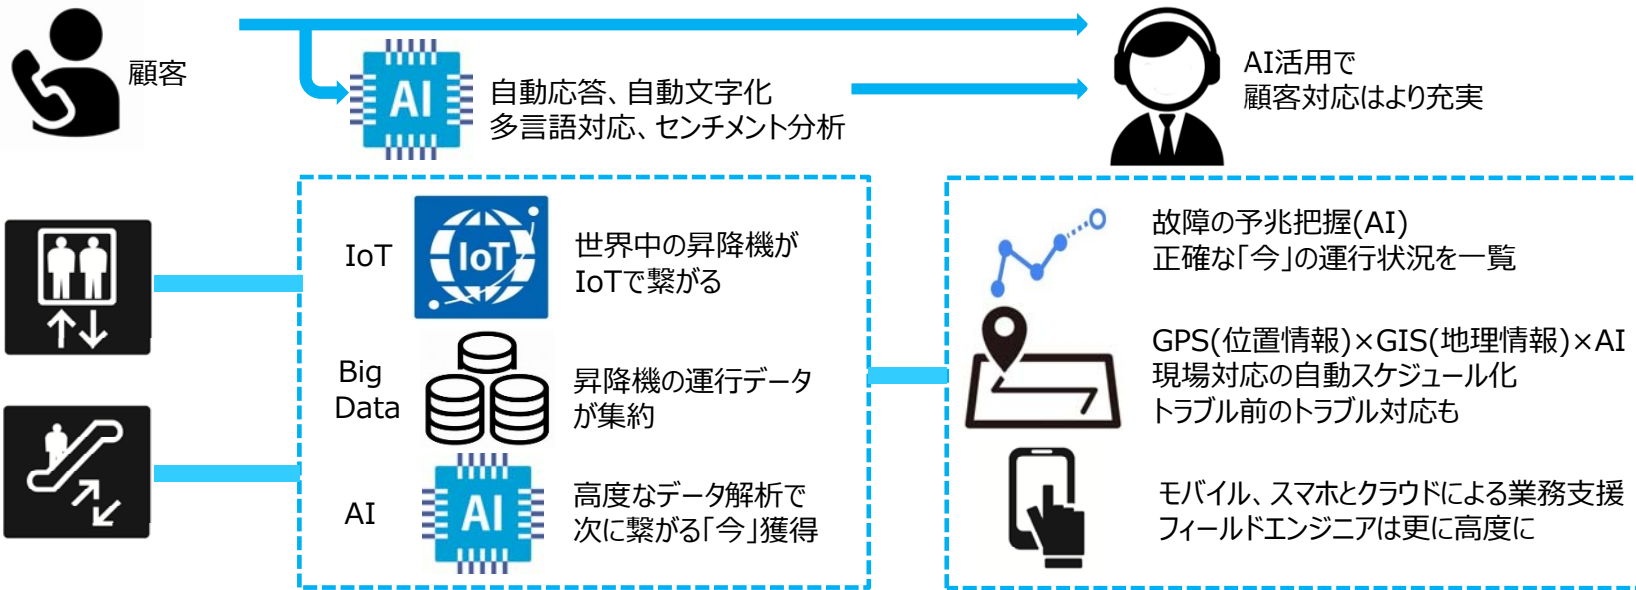 顧客
AI
自動応答、自動文字化
多言語対応、センチメント分析
AI活用で
顧客対応はより充実
IoT
IoT
世界中の昇降機が
IoTで繋がる
Big
Data
昇降機の運行データ
が集約
AI
AI
高度なデータ解析で
次に繋がる「今」獲得
故障の予兆把握(AI)
正確な「今」の運行状況を一覧
GPS(位置情報)×GIS(地理情報)×AI
現場対応の自動スケジュール化
トラブル前のトラブル対応も
モバイル、スマホとクラウドによる業務支援
フィールドエンジニアは更に高度に